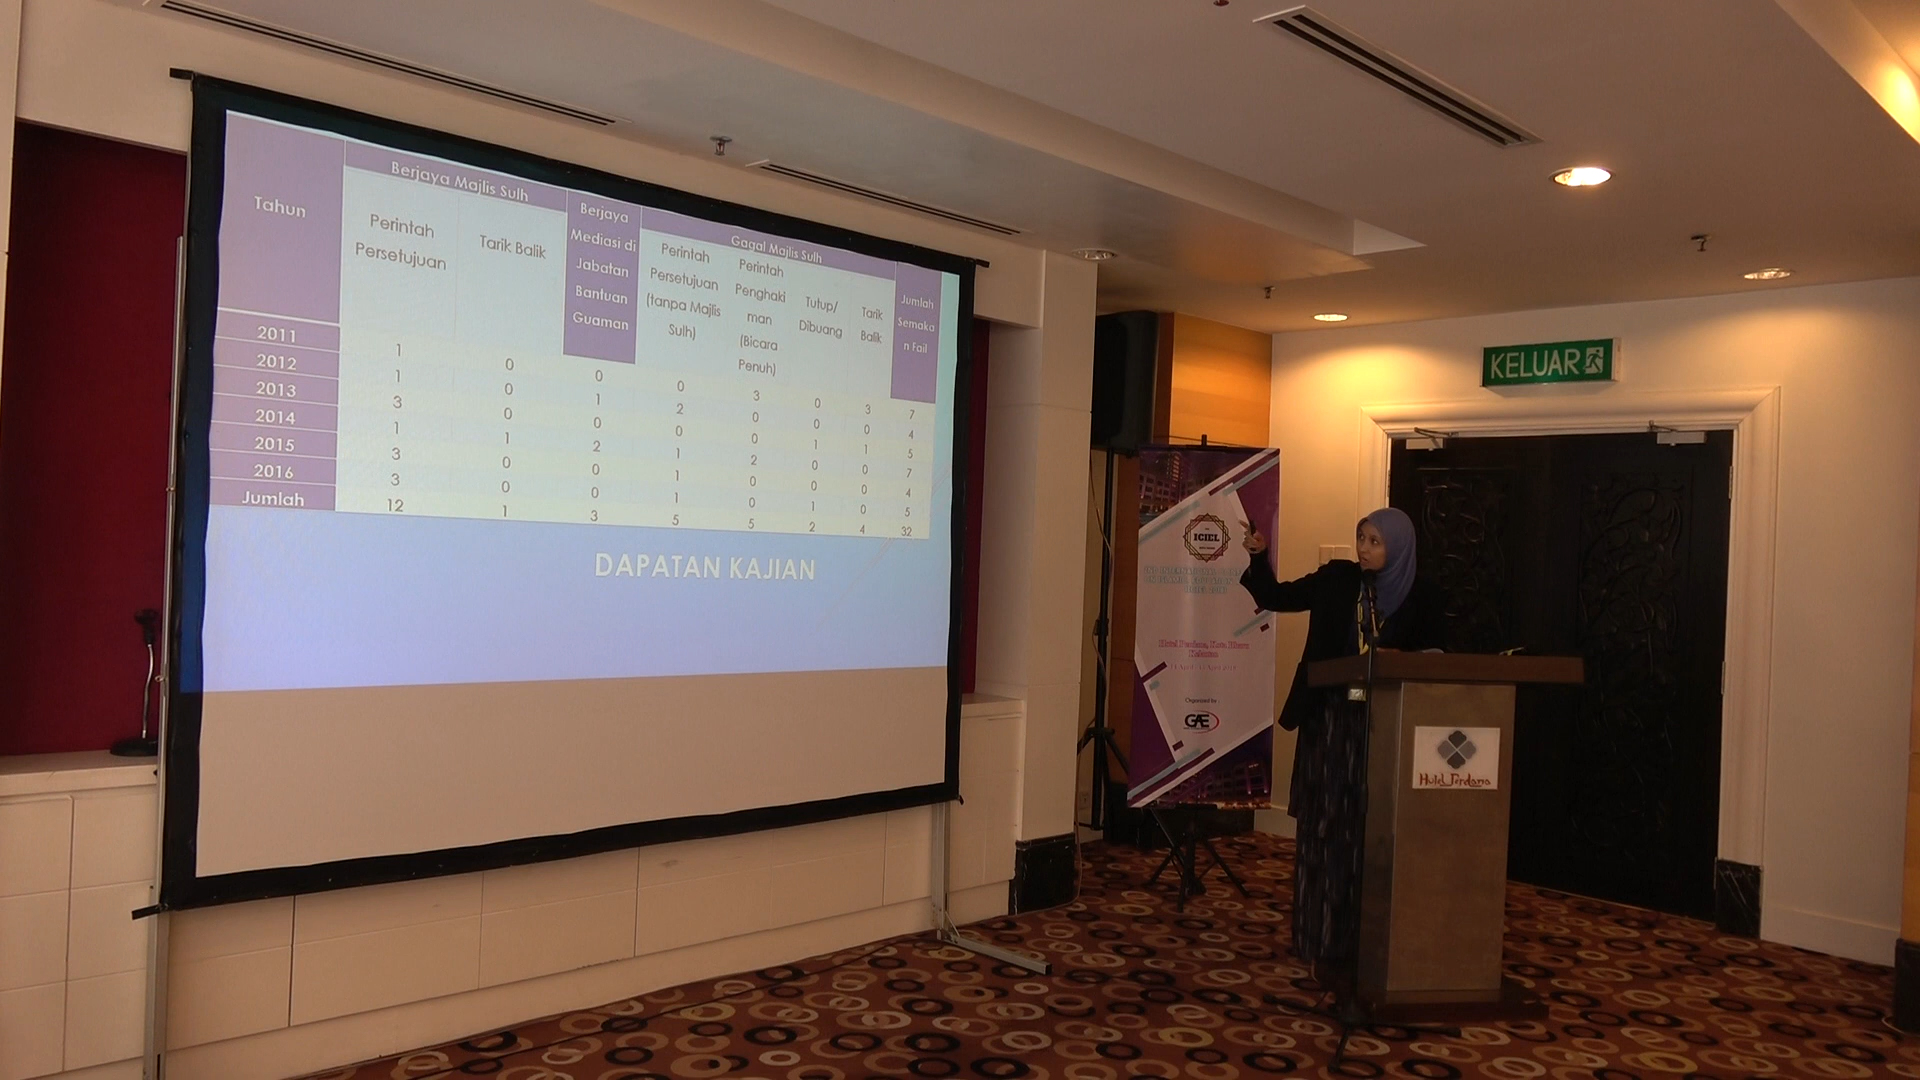 Tahun
Berjaya Majlis Sulh
Perintah
Persetujuan
Tarik Balik
Berjaya
Mediasi di
Jabatan
Bantuan
Guaman
Gagal Majlis Sulh
Perintah
Persetujuan
(tanpa Majlis
Sulh)
Perintah
Penghaki
man
(Bicara
Penuh)
Tutup/
Dibuang
Tarik
Balik
Jumlah
Semaka
n Fail
2011 1 0 0 0 3 0 3 7
2012 1 0 1 2 0 0 0 4
2013 3 0 0 0 0 1 1 5
2014 1 1 2 1 2 0 0 7
2015 3 0 0 1 0 0 0 4
2016 3 0 0 1 0 1 0 5
Jumlah 12 1 3 5 5 2 4 32
DAPATAN KAJIAN
KELUAR
ICIEL
Hotel Perdana, Kota Bharu
Kelantan
Organized by
GAE
Hotel Perdana